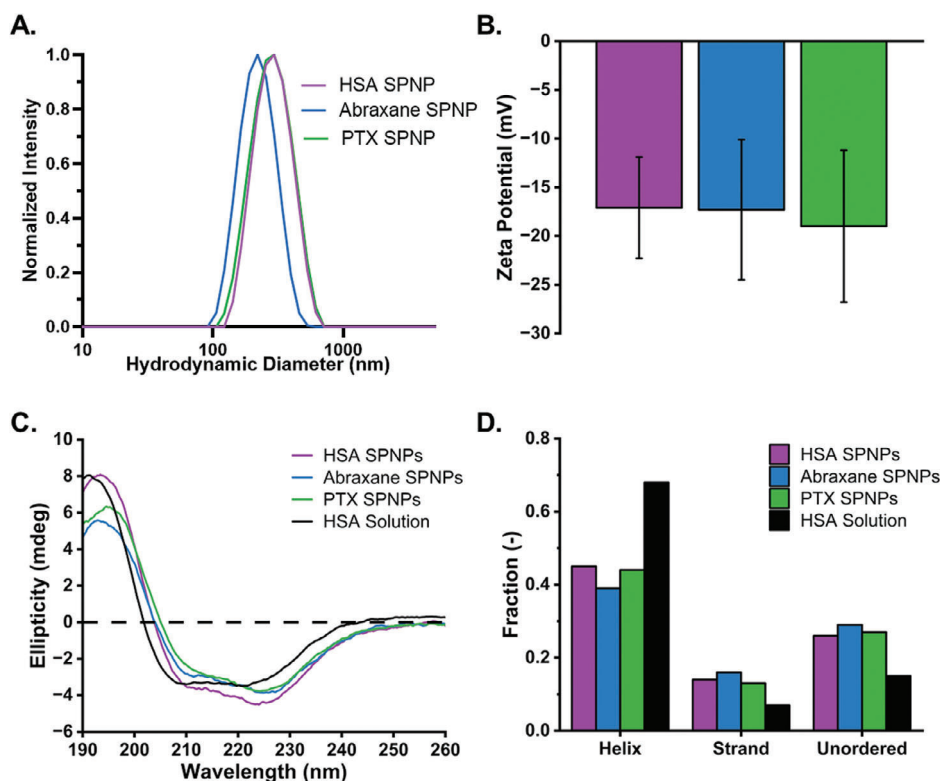 A.
1.0
0.8
0.6
0.4
0.2
0.0
Normalized Intensity
HSA SPNP
Abraxane SPNP
PTX SPNP
10
100
1000
Hydrodynamic Diameter (nm)
B.
0
−5
−10
−15
−20
−25
−30
Zeta Potential (mV)
C.
10
8
6
4
2
0
−2
−4
−6
Ellipticity (mdeg)
HSA SPNPs
Abraxane SPNPs
PTX SPNPs
HSA Solution
190 200 210 220 230 240 250 260
Wavelength (nm)
D.
0.8
0.6
0.4
0.2
0.0
Fraction (-)
HSA SPNPs
Abraxane SPNPs
PTX SPNPs
HSA Solution
Helix Strand Unordered